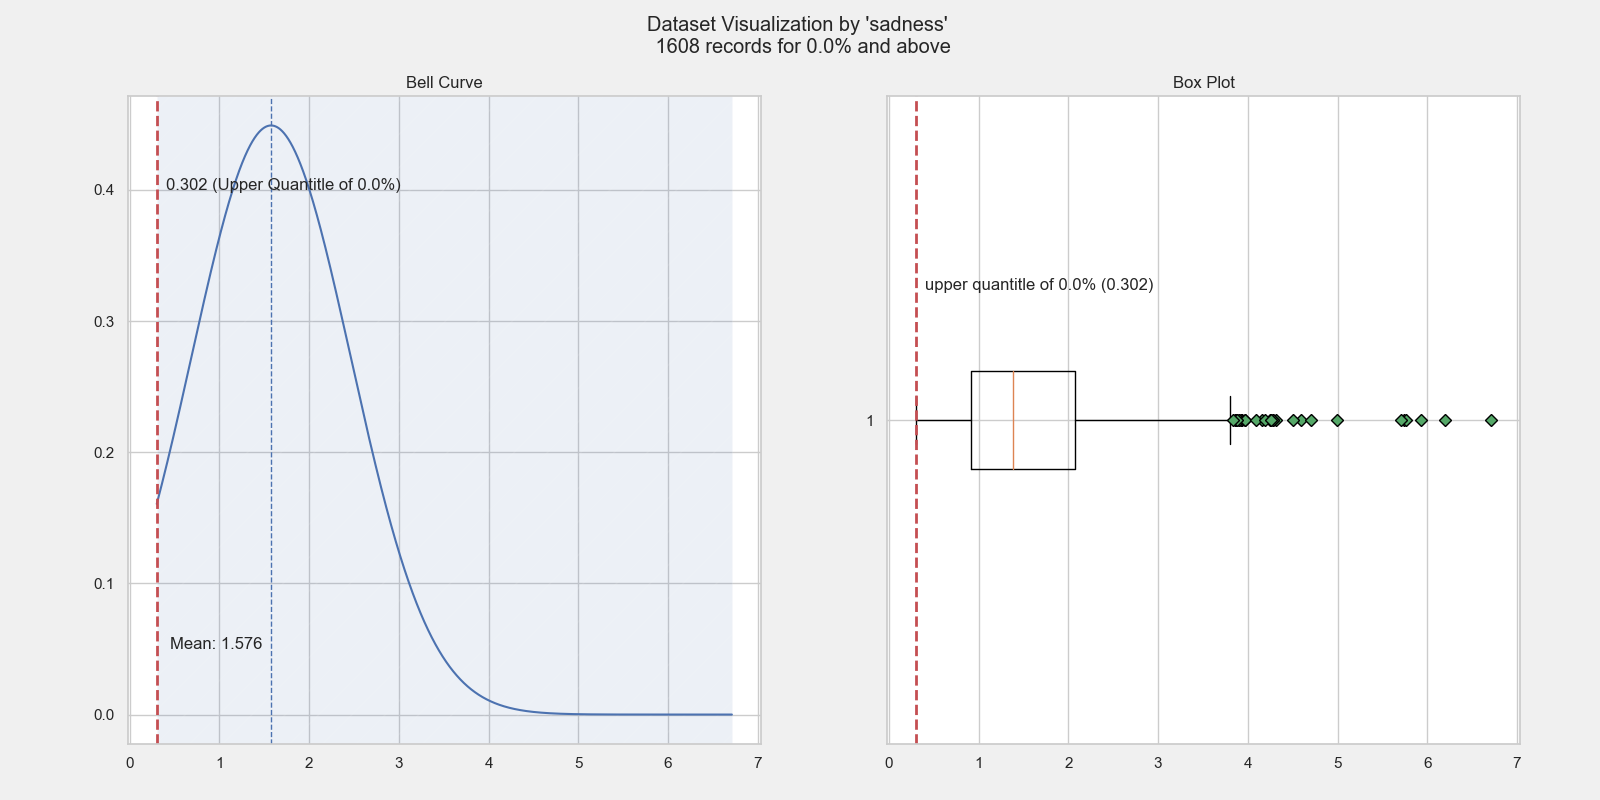 Dataset Visualization by 'sadness'
1608 records for 0.0% and above
Bell Curve
0.4
0.3
0.2
0.1
0.0
0.302 (Upper Quantitle of 0.0%)
Mean: 1.576
0 1 2 3 4 5 6 7
Box Plot
upper quantitle of 0.0% (0.302)
1
0 1 2 3 4 5 6 7